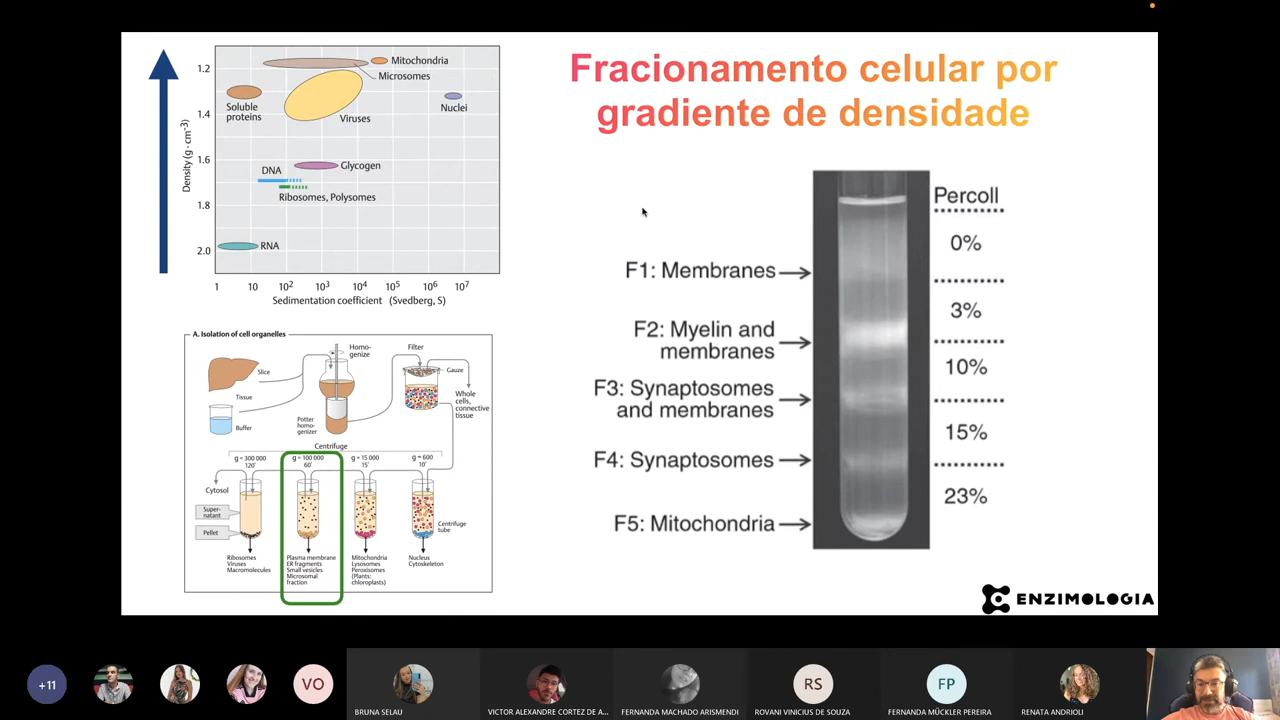 Fracionamento celular por
gradiente de densidade
Density (g · cm⁻³)
1.2
1.4
1.6
1.8
2.0
Mitochondria
Microsomes
Soluble
proteins
Nuclei
Viruses
DNA
Glycogen
Ribosomes, Polysomes
RNA
1 10 10² 10³ 10⁴ 10⁵ 10⁶ 10⁷
Sedimentation coefficient (Svedberg, S)
A. Isolation of cell organelles
Slice
Tissue
Buffer
Homo-
genize
Potter
homo-
genizer
Filter
Gauze
Whole
cells,
connective
tissue
Centrifuge
g = 300 000
120'
g = 100 000
60'
g = 15 000
15'
g = 600
10'
Cytosol
Super-
natant
Pellet
Centrifuge
tube
Ribosomes
Viruses
Macromolecules
Plasma membrane
ER fragments
Small vesicles
Microsomal
fraction
Mitochondria
Lysosomes
Peroxisomes
(Plants:
chloroplasts)
Nucleus
Cytoskeleton
Percoll
0%
3%
10%
15%
23%
F1: Membranes
F2: Myelin and
membranes
F3: Synaptosomes
and membranes
F4: Synaptosomes
F5: Mitochondria
ENZIMOLOGIA
+11
VO
BRUNA SELAU
VICTOR ALEXANDRE CORTEZ DE A...
FERNANDA MACHADO ARISMENDI
RS
ROVANI VINICIUS DE SOUZA
FP
FERNANDA MÜCKLER PEREIRA
RENATA ANDRIOLI